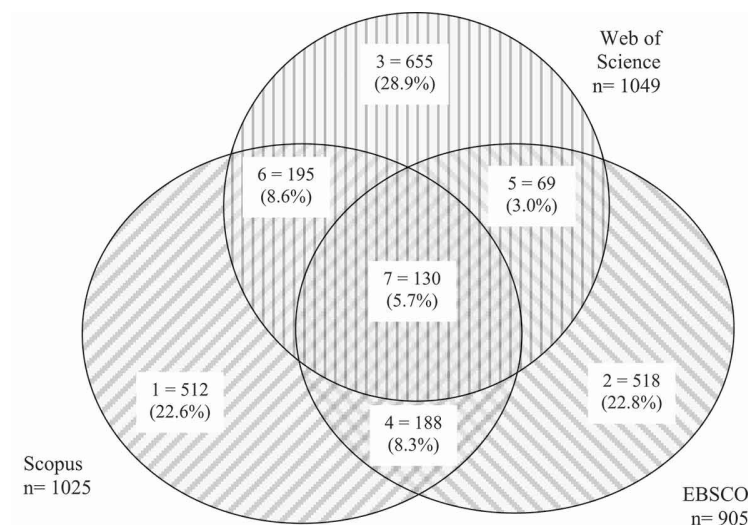 Web of
Science
n= 1049
3 = 655
(28.9%)
6 = 195
(8.6%)
5 = 69
(3.0%)
7 = 130
(5.7%)
1 = 512
(22.6%)
2 = 518
(22.8%)
4 = 188
(8.3%)
Scopus
n= 1025
EBSCO
n= 905